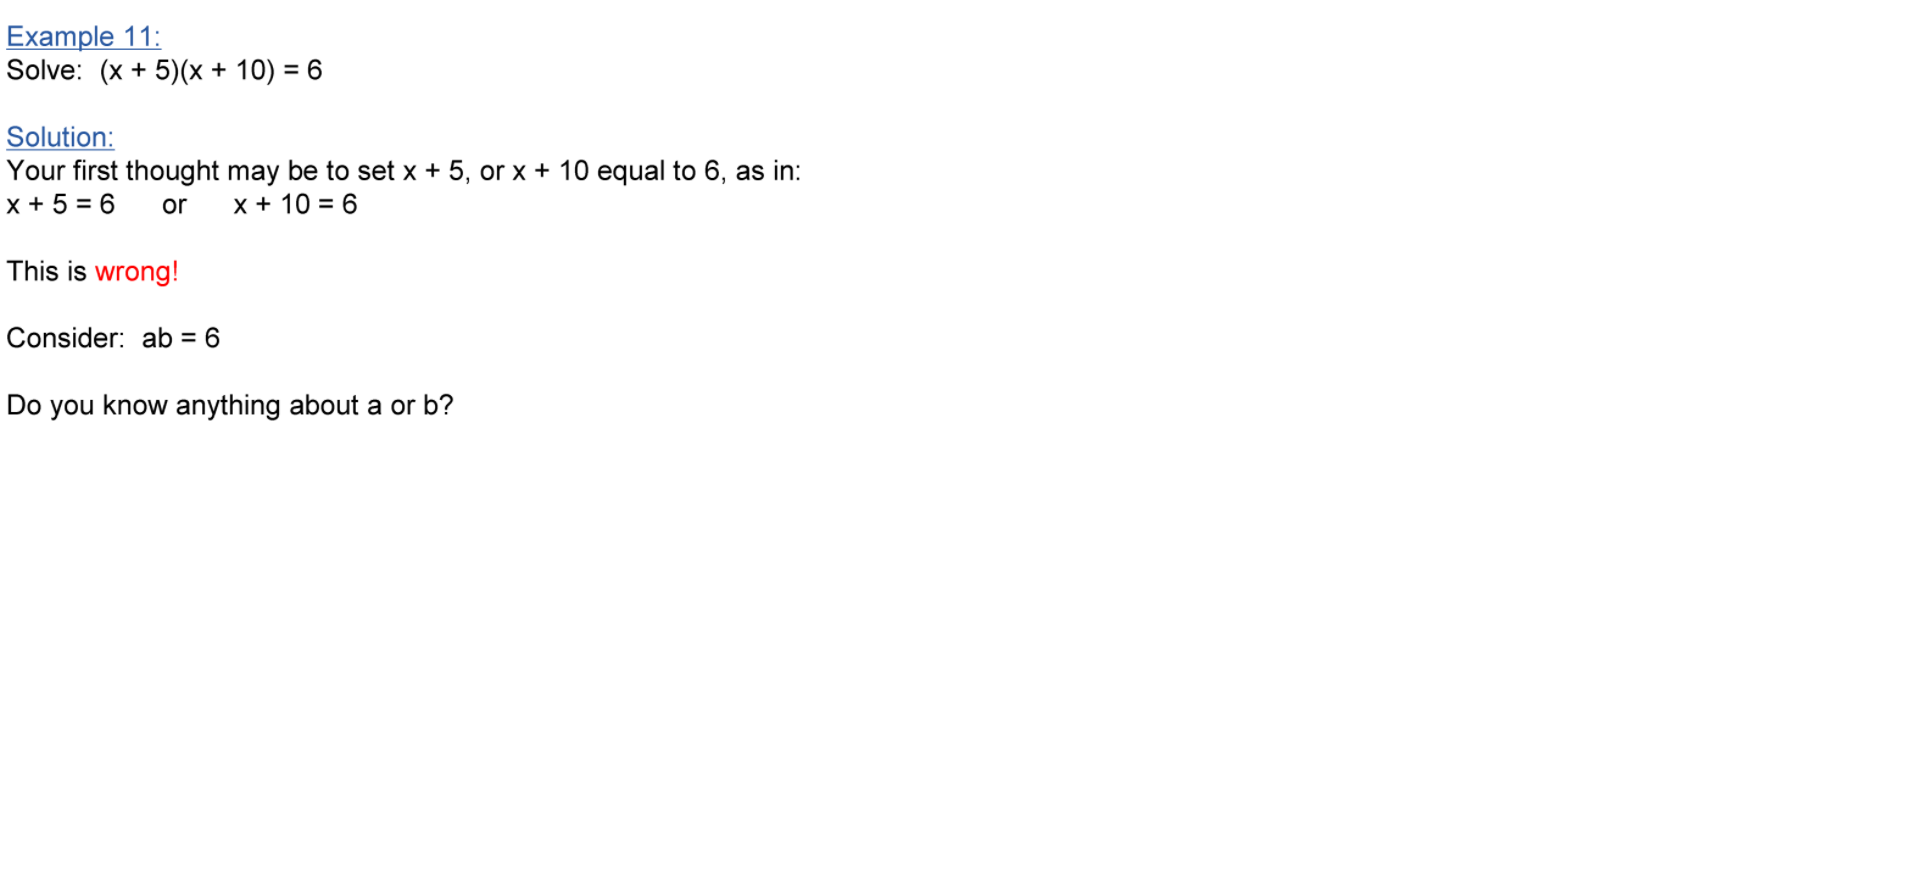 Example 11:
Solve:  (x + 5)(x + 10) = 6
Solution:
Your first thought may be to set x + 5, or x + 10 equal to 6, as in:
x + 5 = 6      or      x + 10 = 6
This is wrong!
Consider:  ab = 6
Do you know anything about a or b?